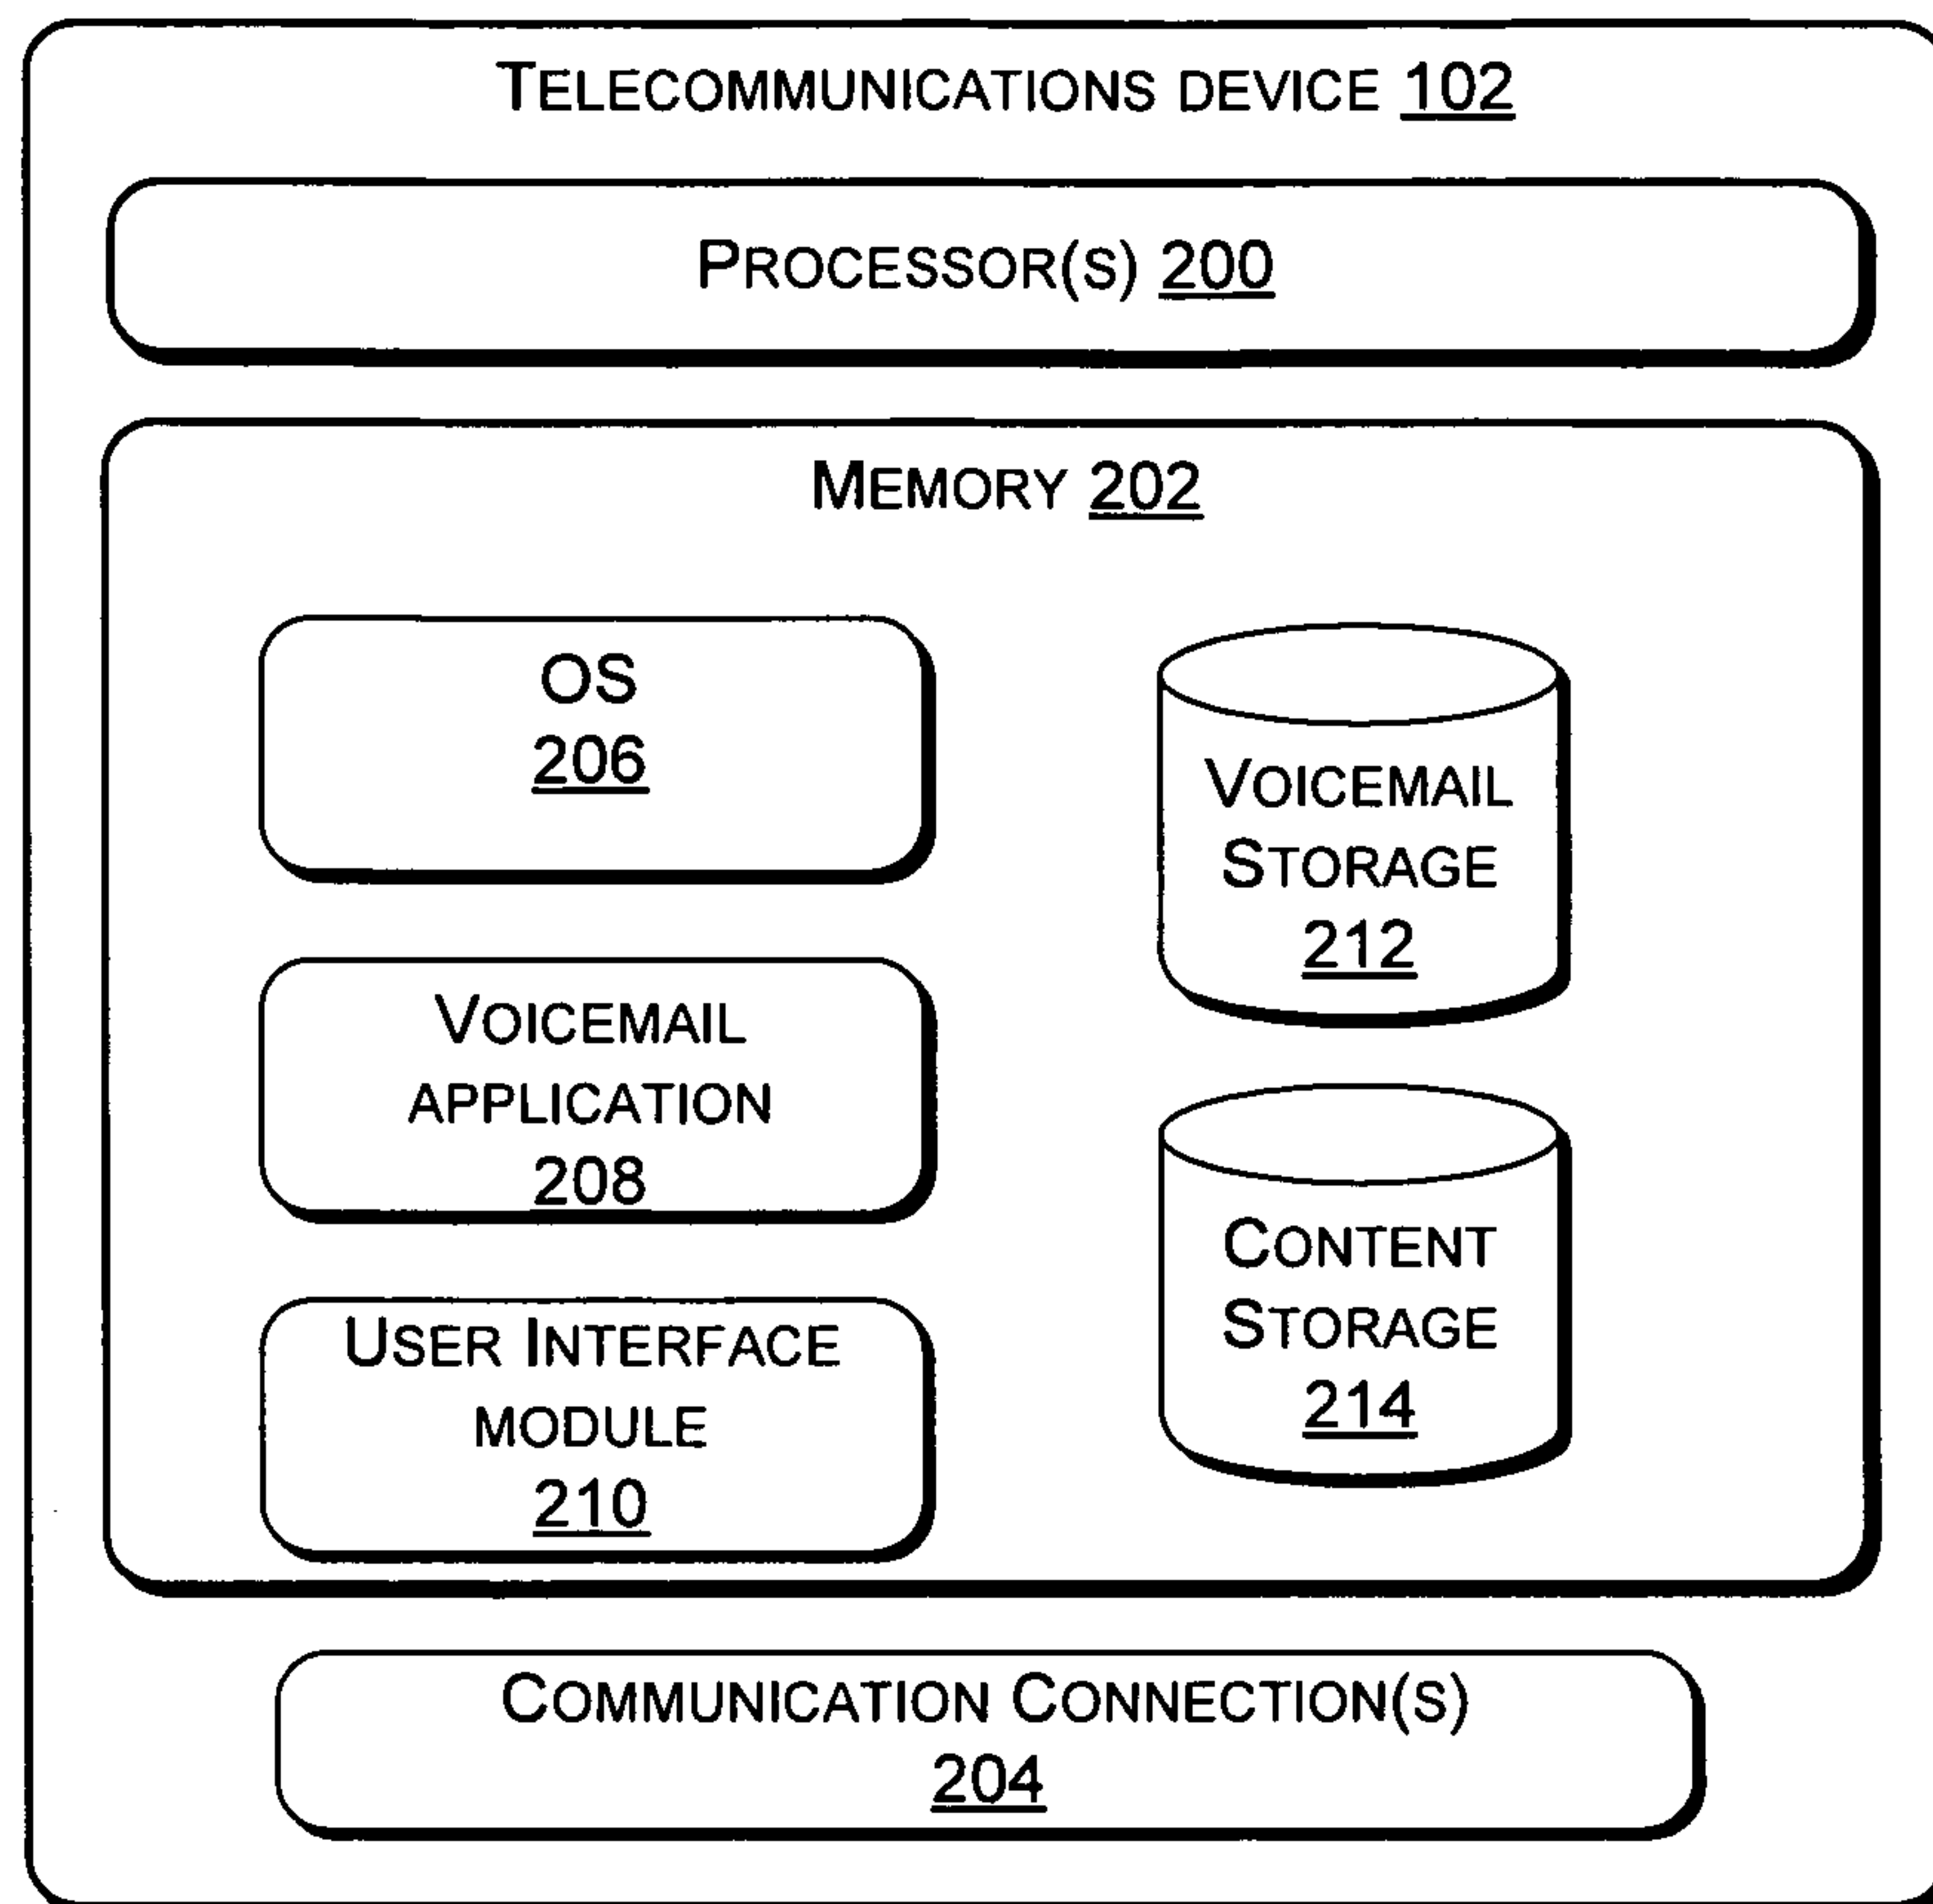 TELECOMMUNICATIONS DEVICE 102
PROCESSOR(S) 200
MEMORY 202
OS
206
VOICEMAIL
APPLICATION
208
USER INTERFACE
MODULE
210
VOICEMAIL
STORAGE
212
CONTENT
STORAGE
214
COMMUNICATION CONNECTION(S)
204